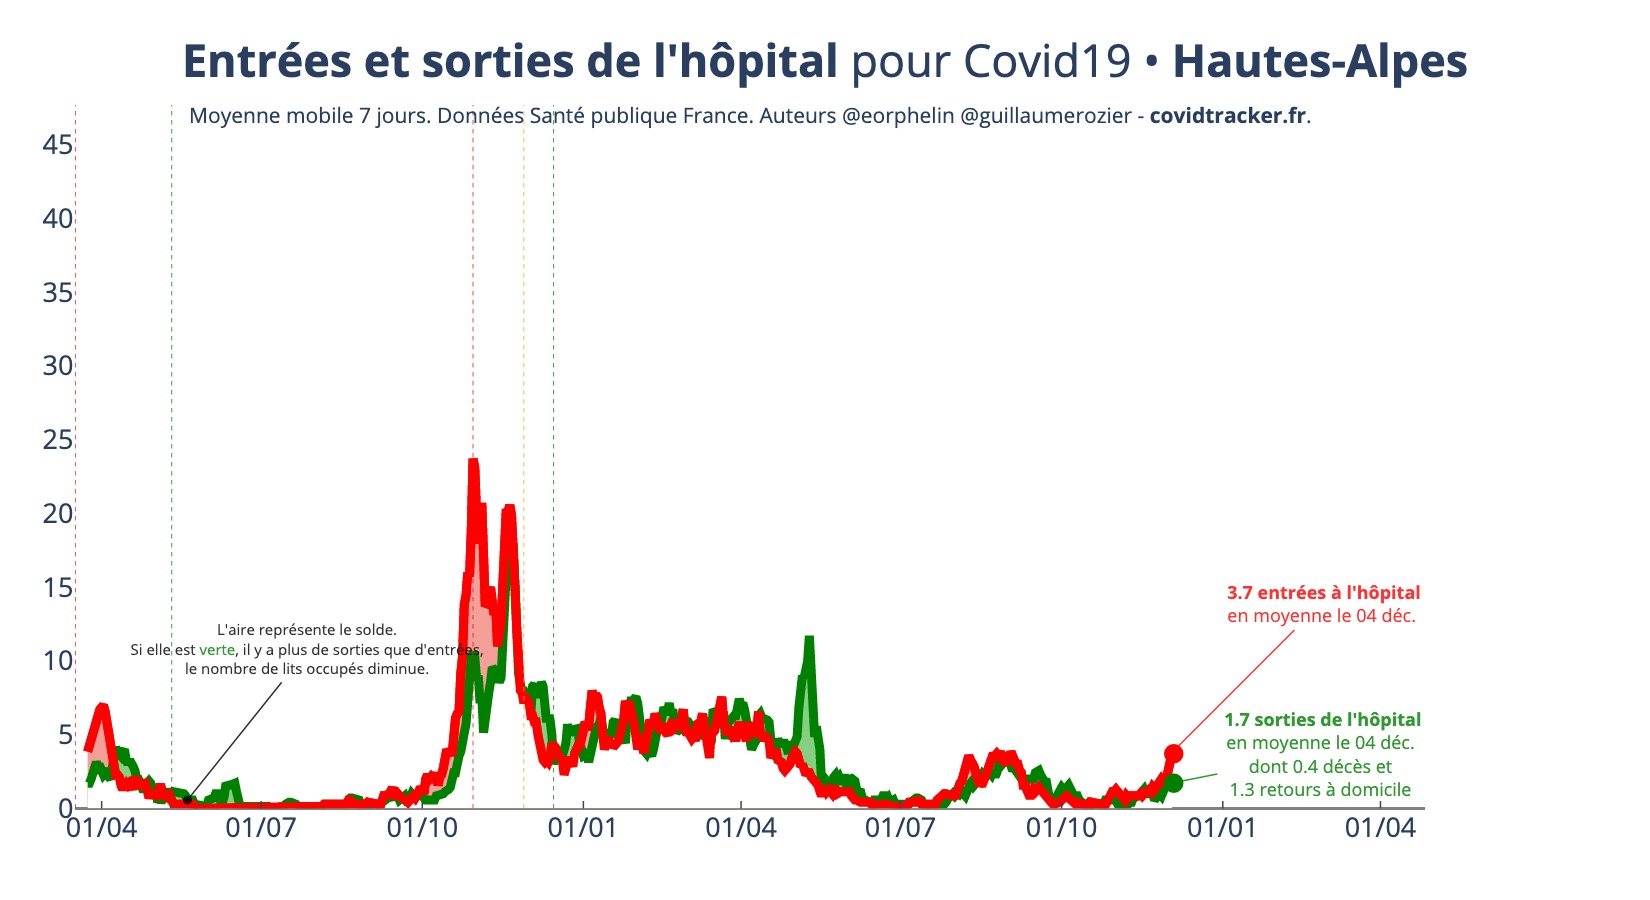 Entrées et sorties de l'hôpital pour Covid19 • Hautes-Alpes
Moyenne mobile 7 jours. Données Santé publique France. Auteurs @eorphelin @guillaumerozier - covidtracker.fr.
45
40
35
30
25
20
15
10
5
0
L'aire représente le solde.
Si elle est verte, il y a plus de sorties que d'entrées,
le nombre de lits occupés diminue.
3.7 entrées à l'hôpital
en moyenne le 04 déc.
1.7 sorties de l'hôpital
en moyenne le 04 déc.
dont 0.4 décès et
1.3 retours à domicile
01/04 01/07 01/10 01/01 01/04 01/07 01/10 01/01 01/04